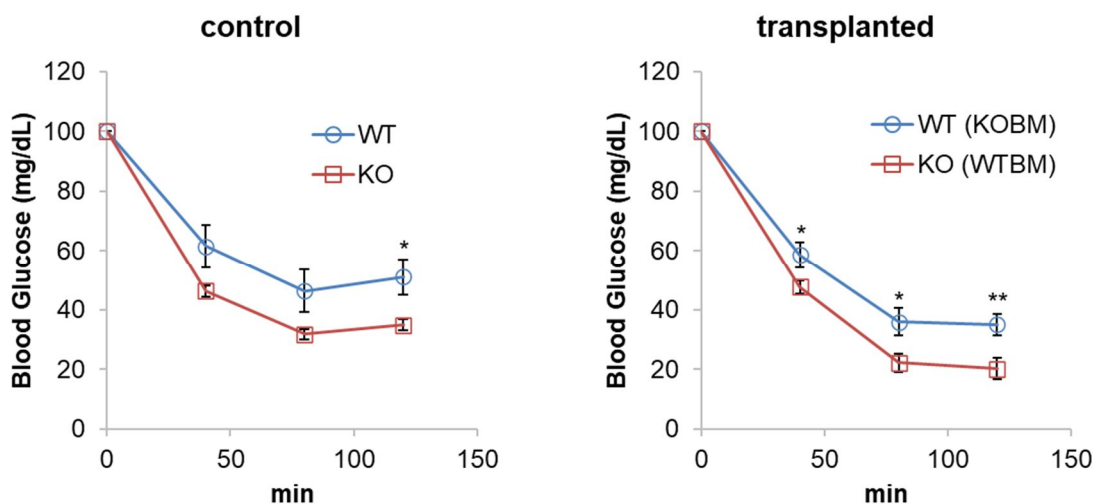 control
120
100
80
60
40
20
0
Blood Glucose (mg/dL)
WT
KO
*
0 50 100 150
min
transplanted
120
100
80
60
40
20
0
Blood Glucose (mg/dL)
WT (KOBM)
KO (WTBM)
*
*
**
0 50 100 150
min